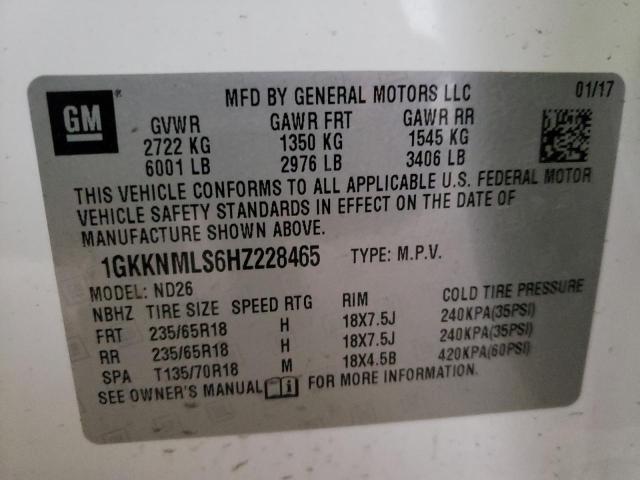 GM
MFD BY GENERAL MOTORS LLC
01/17
GVWR GAWR FRT GAWR RR
2722 KG 1350 KG 1545 KG
6001 LB 2976 LB 3406 LB
THIS VEHICLE CONFORMS TO ALL APPLICABLE U.S. FEDERAL MOTOR
VEHICLE SAFETY STANDARDS IN EFFECT ON THE DATE OF
MANUFACTURE SHOWN ABOVE.
1GKKNMLS6HZ228465 TYPE: M.P.V.
MODEL: ND26
NBHZ TIRE SIZE SPEED RTG RIM COLD TIRE PRESSURE
FRT 235/65R18 H 18X7.5J 240KPA(35PSI)
RR 235/65R18 H 18X7.5J 240KPA(35PSI)
SPA T135/70R18 M 18X4.5B 420KPA(60PSI)
SEE OWNER'S MANUAL FOR MORE INFORMATION.